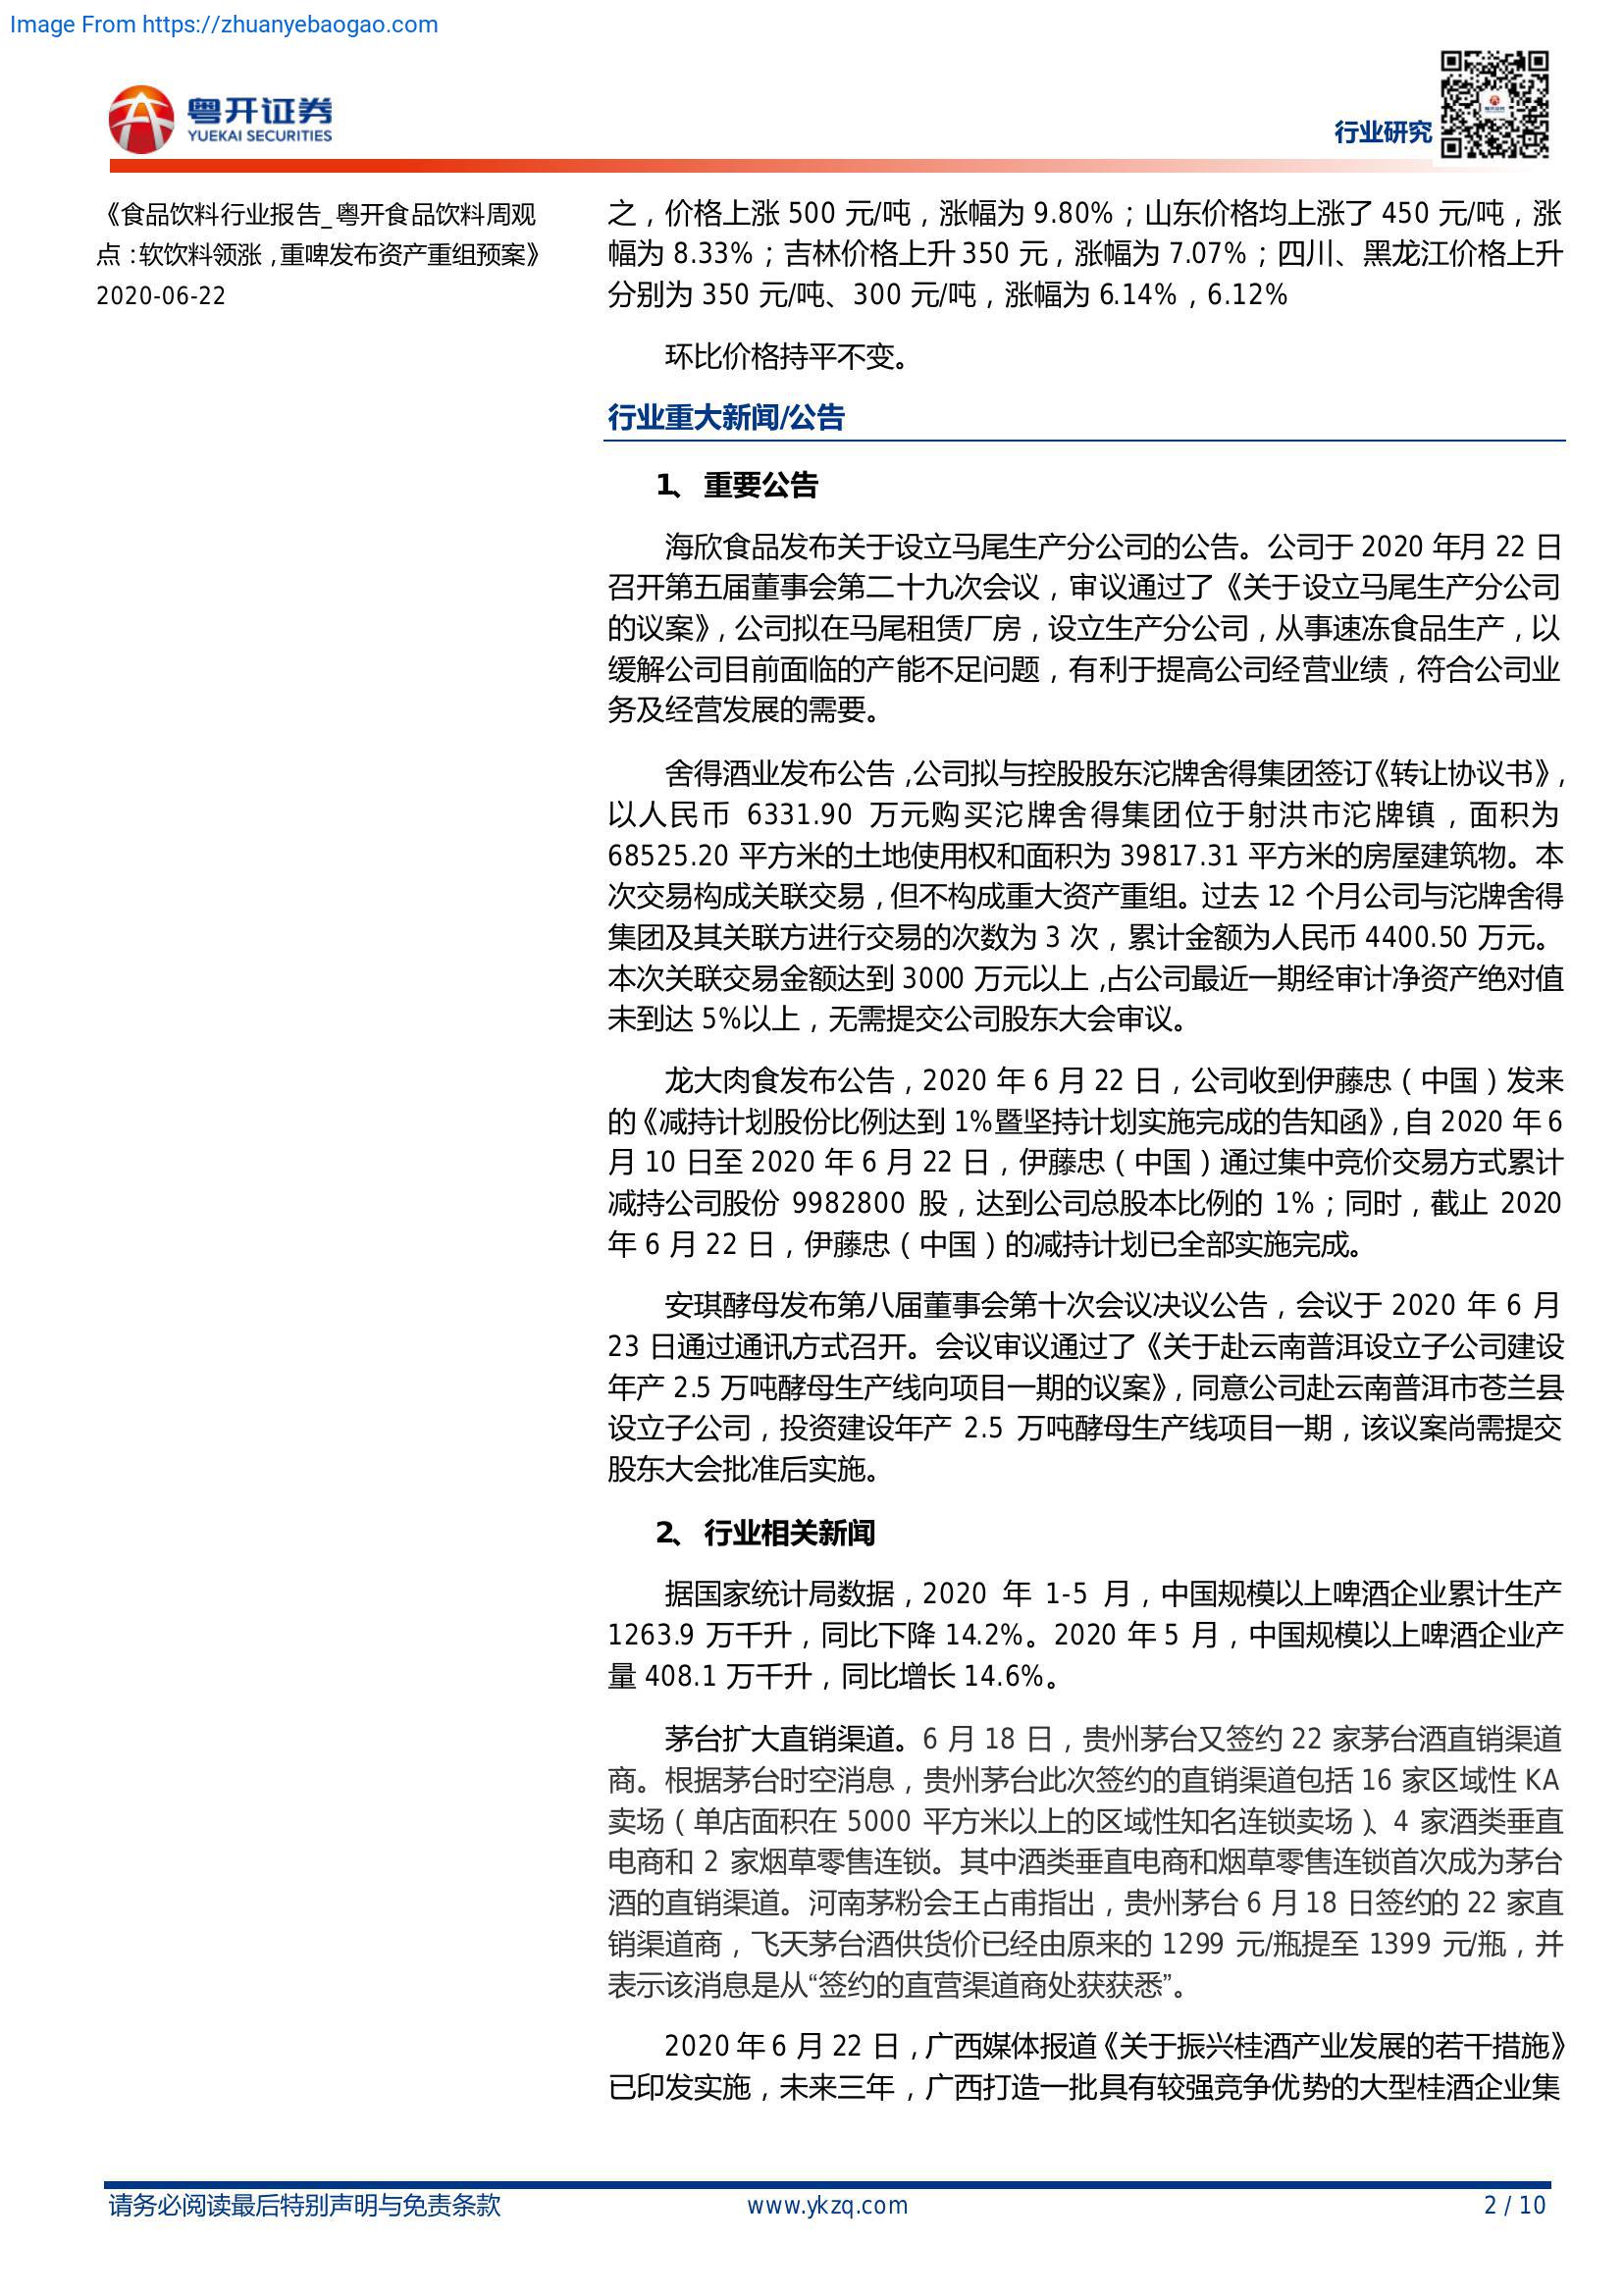 Image From https://zhuanyebaogao.com
粤开证券
YUEKAI SECURITIES
行业研究
《食品饮料行业报告_粤开食品饮料周观
点：软饮料领涨，重啤发布资产重组预案》
2020-06-22
之，价格上涨 500 元/吨，涨幅为 9.80%；山东价格均上涨了 450 元/吨，涨
幅为 8.33%；吉林价格上升 350 元，涨幅为 7.07%；四川、黑龙江价格上升
分别为 350 元/吨、300 元/吨，涨幅为 6.14%，6.12%
环比价格持平不变。
行业重大新闻/公告
1、 重要公告
海欣食品发布关于设立马尾生产分公司的公告。公司于 2020 年月 22 日
召开第五届董事会第二十九次会议，审议通过了《关于设立马尾生产分公司
的议案》，公司拟在马尾租赁厂房，设立生产分公司，从事速冻食品生产，以
缓解公司目前面临的产能不足问题，有利于提高公司经营业绩，符合公司业
务及经营发展的需要。
舍得酒业发布公告，公司拟与控股股东沱牌舍得集团签订《转让协议书》，
以人民币 6331.90 万元购买沱牌舍得集团位于射洪市沱牌镇，面积为
68525.20 平方米的土地使用权和面积为 39817.31 平方米的房屋建筑物。本
次交易构成关联交易，但不构成重大资产重组。过去 12 个月公司与沱牌舍得
集团及其关联方进行交易的次数为 3 次，累计金额为人民币 4400.50 万元。
本次关联交易金额达到 3000 万元以上，占公司最近一期经审计净资产绝对值
未到达 5%以上，无需提交公司股东大会审议。
龙大肉食发布公告，2020 年 6 月 22 日，公司收到伊藤忠（中国）发来
的《减持计划股份比例达到 1%暨坚持计划实施完成的告知函》，自 2020 年 6
月 10 日至 2020 年 6 月 22 日，伊藤忠（中国）通过集中竞价交易方式累计
减持公司股份 9982800 股，达到公司总股本比例的 1%；同时，截止 2020
年 6 月 22 日，伊藤忠（中国）的减持计划已全部实施完成。
安琪酵母发布第八届董事会第十次会议决议公告，会议于 2020 年 6 月
23 日通过通讯方式召开。会议审议通过了《关于赴云南普洱设立子公司建设
年产 2.5 万吨酵母生产线向项目一期的议案》，同意公司赴云南普洱市苍兰县
设立子公司，投资建设年产 2.5 万吨酵母生产线项目一期，该议案尚需提交
股东大会批准后实施。
2、 行业相关新闻
据国家统计局数据，2020 年 1-5 月，中国规模以上啤酒企业累计生产
1263.9 万千升，同比下降 14.2%。2020 年 5 月，中国规模以上啤酒企业产
量 408.1 万千升，同比增长 14.6%。
茅台扩大直销渠道。6 月 18 日，贵州茅台又签约 22 家茅台酒直销渠道
商。根据茅台时空消息，贵州茅台此次签约的直销渠道包括 16 家区域性 KA
卖场（单店面积在 5000 平方米以上的区域性知名连锁卖场）、4 家酒类垂直
电商和 2 家烟草零售连锁。其中酒类垂直电商和烟草零售连锁首次成为茅台
酒的直销渠道。河南茅粉会王占甫指出，贵州茅台 6 月 18 日签约的 22 家直
销渠道商，飞天茅台酒供货价已经由原来的 1299 元/瓶提至 1399 元/瓶，并
表示该消息是从“签约的直营渠道商处获获悉”。
2020 年 6 月 22 日，广西媒体报道《关于振兴桂酒产业发展的若干措施》
已印发实施，未来三年，广西打造一批具有较强竞争优势的大型桂酒企业集
请务必阅读最后特别声明与免责条款
www.ykzq.com
2 / 10